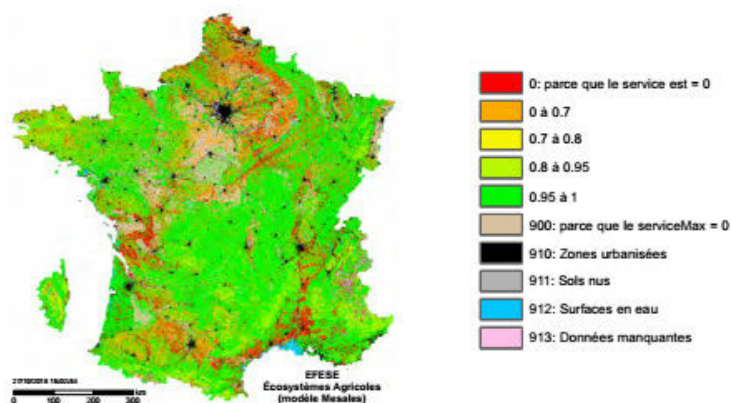 0: parce que le service est = 0
0 à 0.7
0.7 à 0.8
0.8 à 0.95
0.95 à 1
900: parce que le serviceMax = 0
910: Zones urbanisées
911: Sols nus
912: Surfaces en eau
913: Données manquantes
EFESE
Écosystèmes Agricoles
(modèle Mesales)
0 100 200 300 km